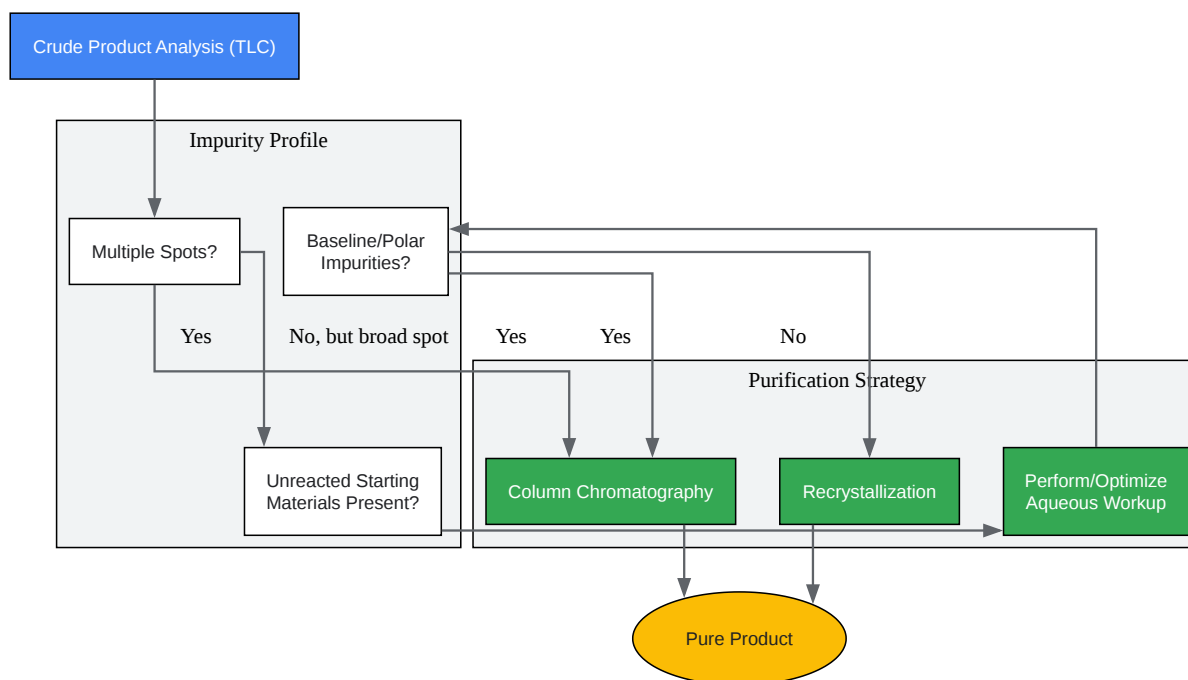 Crude Product Analysis (TLC)
Impurity Profile
Multiple Spots?
Baseline/Polar
Impurities?
Yes
No, but broad spot
Yes
Yes
No
Purification Strategy
Unreacted Starting
Materials Present?
Column Chromatography
Recrystallization
Perform/Optimize
Aqueous Workup
Pure Product